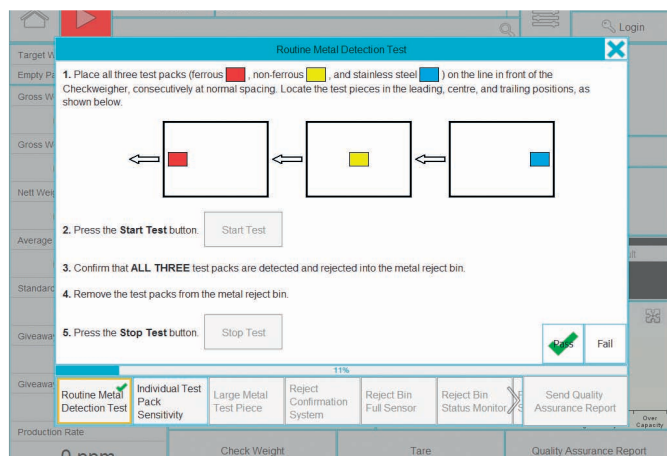 Login
Routine Metal Detection Test
Target W
Empty Pa
Gross W
Gross W
Nett Weig
Average
Standard
Giveaway
Giveaway
Production Rate
0 ppm
1. Place all three test packs (ferrous , non-ferrous , and stainless steel ) on the line in front of the
Checkweigher, consecutively at normal spacing. Locate the test pieces in the leading, centre, and trailing positions, as
shown below.
2. Press the Start Test button.
Start Test
3. Confirm that ALL THREE test packs are detected and rejected into the metal reject bin.
4. Remove the test packs from the metal reject bin.
5. Press the Stop Test button.
Stop Test
Pass
Fail
11%
Routine Metal
Detection Test
Individual Test
Pack
Sensitivity
Large Metal
Test Piece
Reject
Confirmation
System
Reject Bin
Full Sensor
Reject Bin
Status Monitor
Send Quality
Assurance Report
Over
Capacity
Check Weight
Tare
Quality Assurance Report